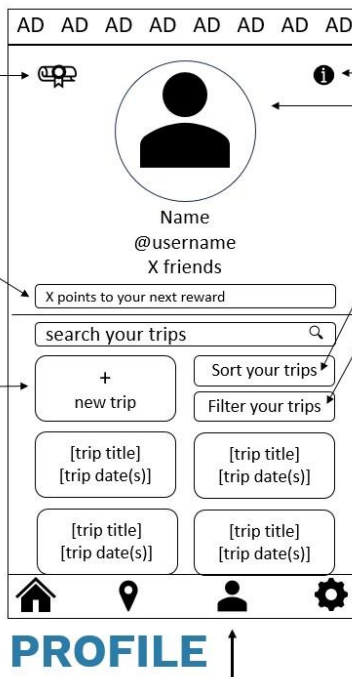 AD AD AD AD AD AD AD
i
Name
@username
X friends
X points to your next reward
search your trips
+
new trip
Sort your trips
Filter your trips
[trip title]
[trip date(s)]
[trip title]
[trip date(s)]
[trip title]
[trip date(s)]
[trip title]
[trip date(s)]
PROFILE